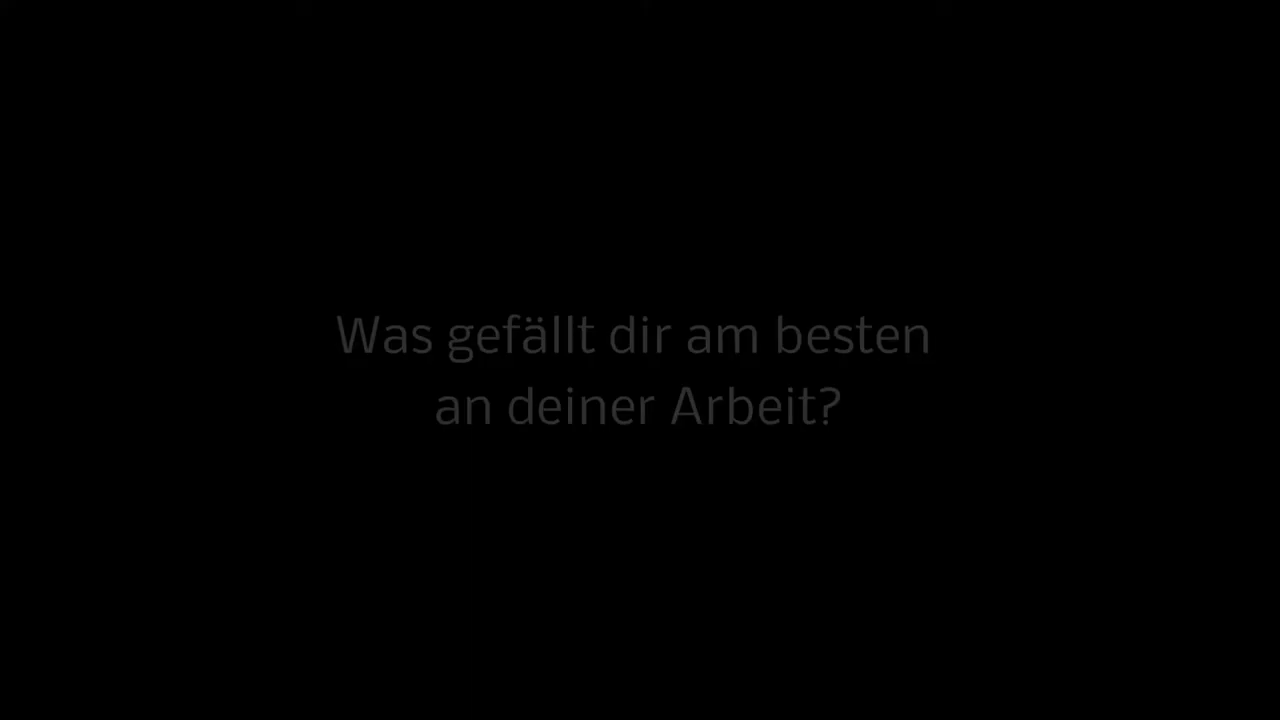 Was gefällt dir am besten
an deiner Arbeit?